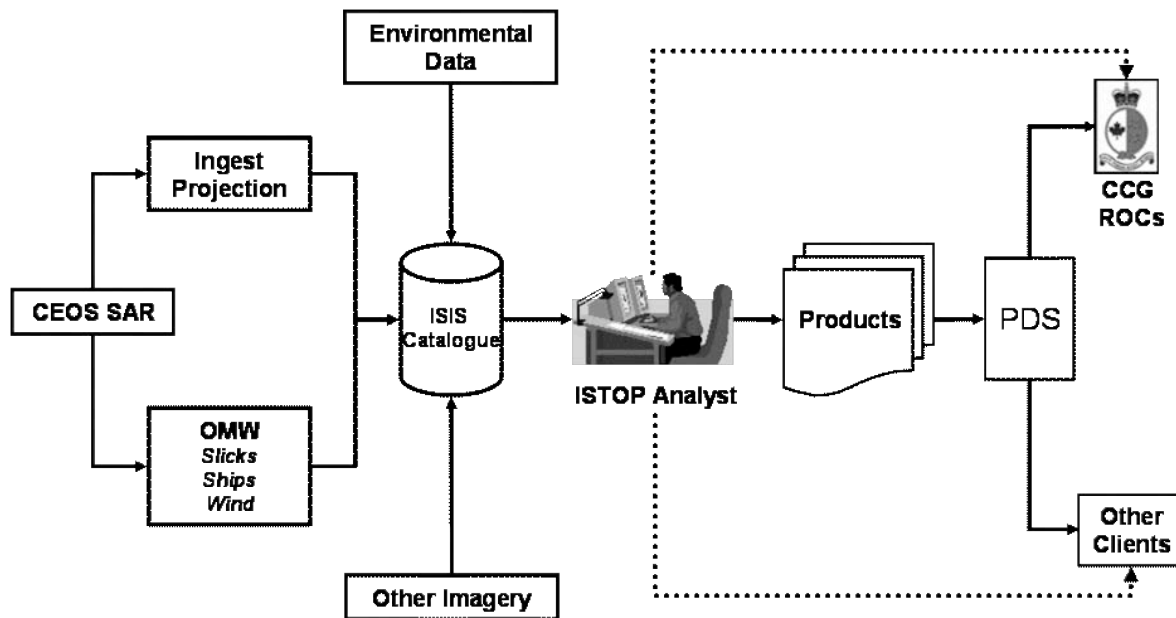 Environmental
Data
Ingest
Projection
CEOS SAR
OMW
Slicks
Ships
Wind
ISIS
Catalogue
Other Imagery
ISTOP Analyst
Products
PDS
CCG
ROCs
Other
Clients